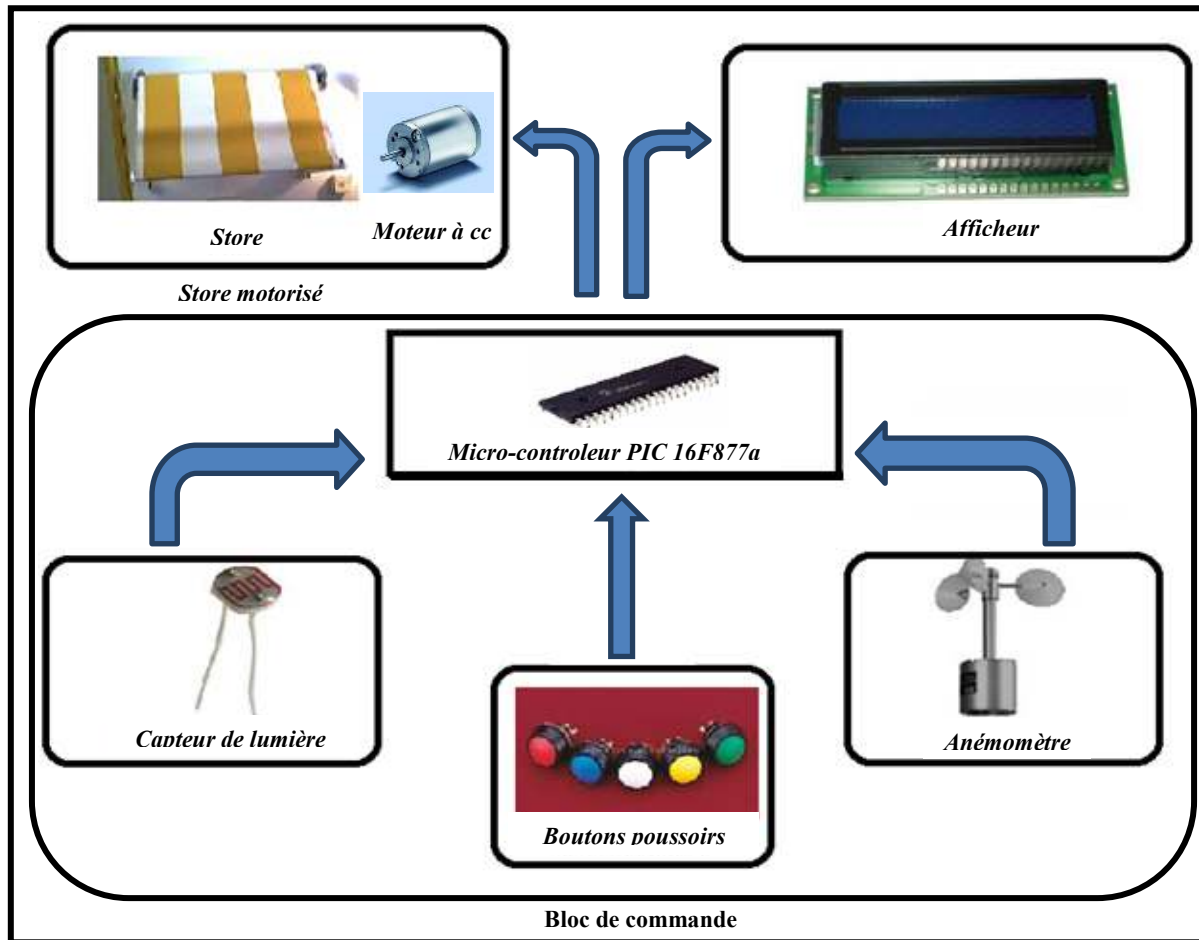 Store
Moteur à cc
Afficheur
Store motorisé
Micro-controleur PIC 16F877a
Capteur de lumière
Boutons poussoirs
Anémomètre
Bloc de commande